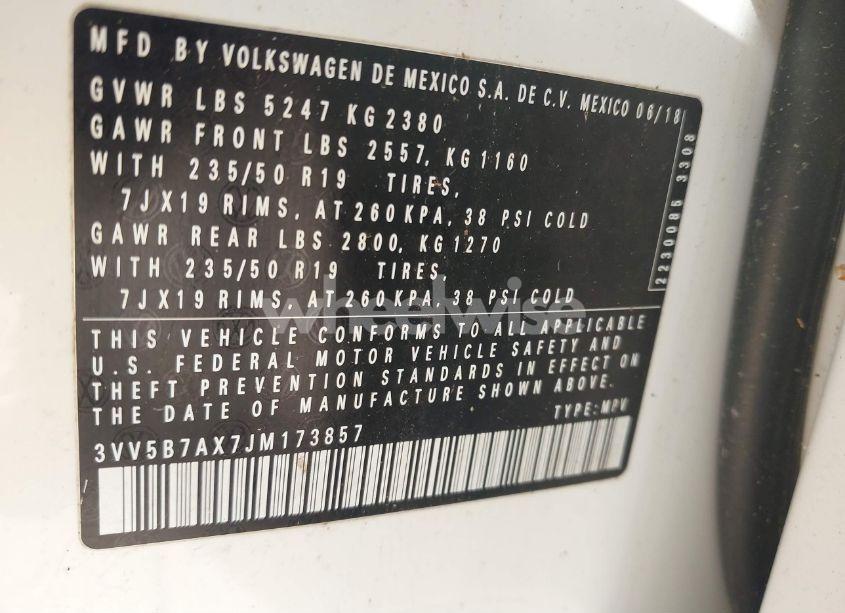 MFD BY VOLKSWAGEN DE MEXICO S.A. DE C.V. MEXICO 06/18
GVWR LBS 5247 KG 2380
GAWR FRONT LBS 2557, KG 1160
WITH 235/50 R19 TIRES,
7JX19 RIMS, AT 260 KPA, 38 PSI COLD
GAWR REAR LBS 2800, KG 1270
WITH 235/50 R19 TIRES,
7JX19 RIMS, AT 260 KPA, 38 PSI COLD
2230085 3308
wheelwise
THIS VEHICLE CONFORMS TO ALL APPLICABLE
U.S. FEDERAL MOTOR VEHICLE SAFETY AND
THEFT PREVENTION STANDARDS IN EFFECT ON
THE DATE OF MANUFACTURE SHOWN ABOVE.
3VV5B7AX7JM173857
TYPE: MPV